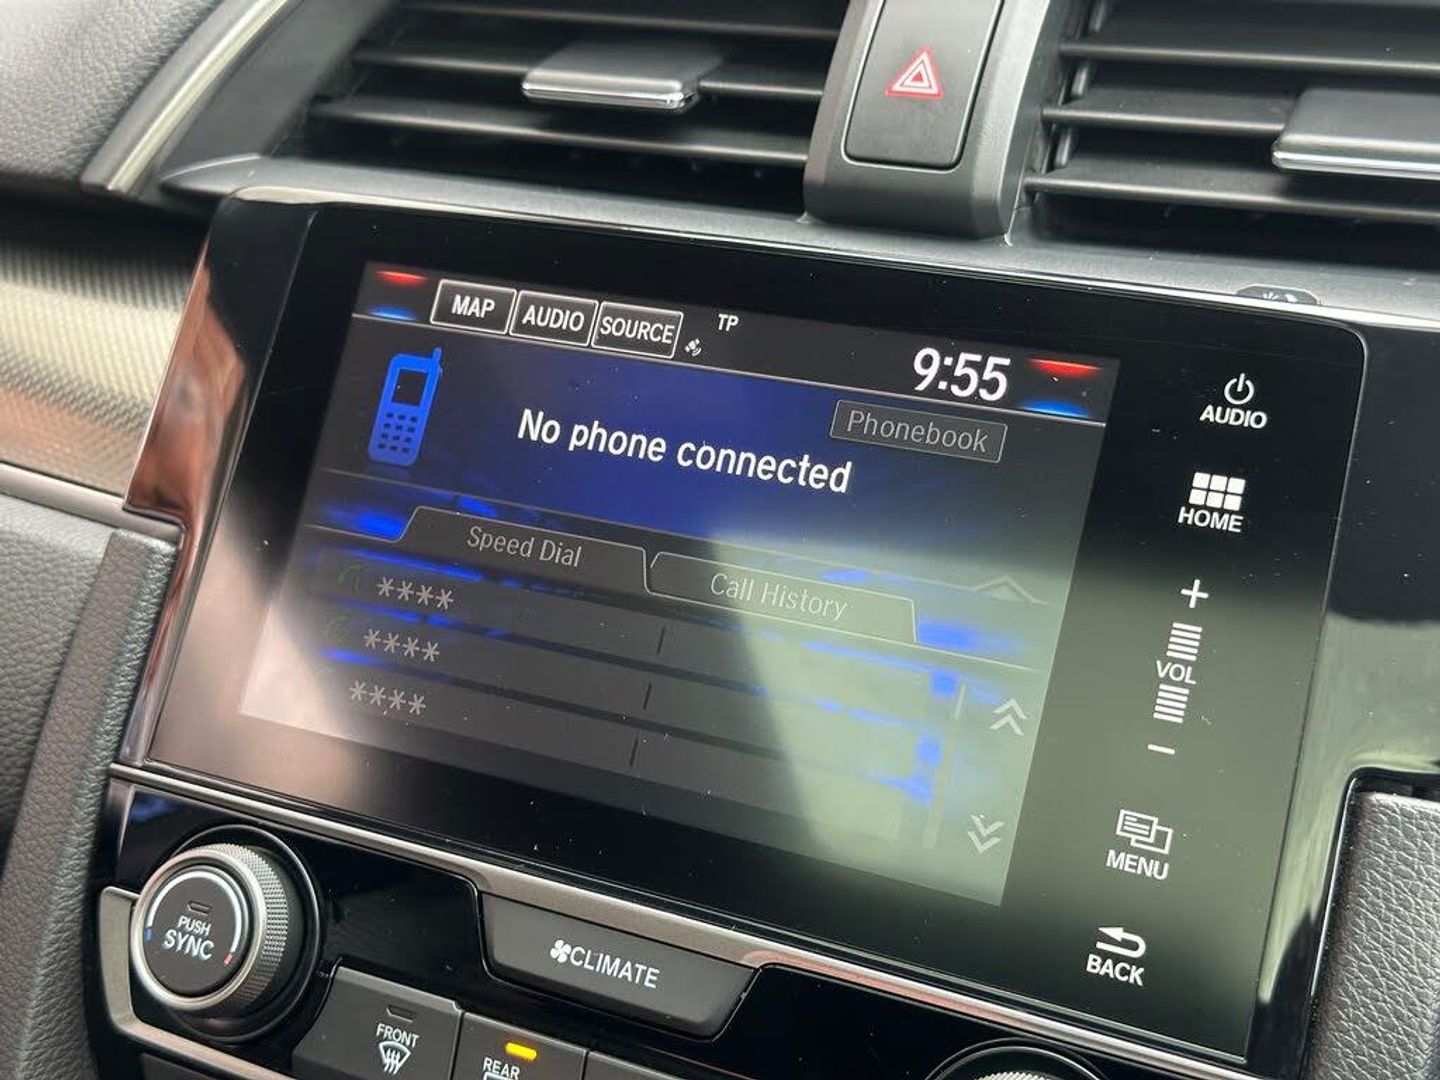 MAP AUDIO SOURCE TP
9:55
Phonebook
No phone connected
Speed Dial
Call History
****
****
****
AUDIO
HOME
+
VOL
-
MENU
BACK
PUSH
SYNC
CLIMATE
FRONT
REAR